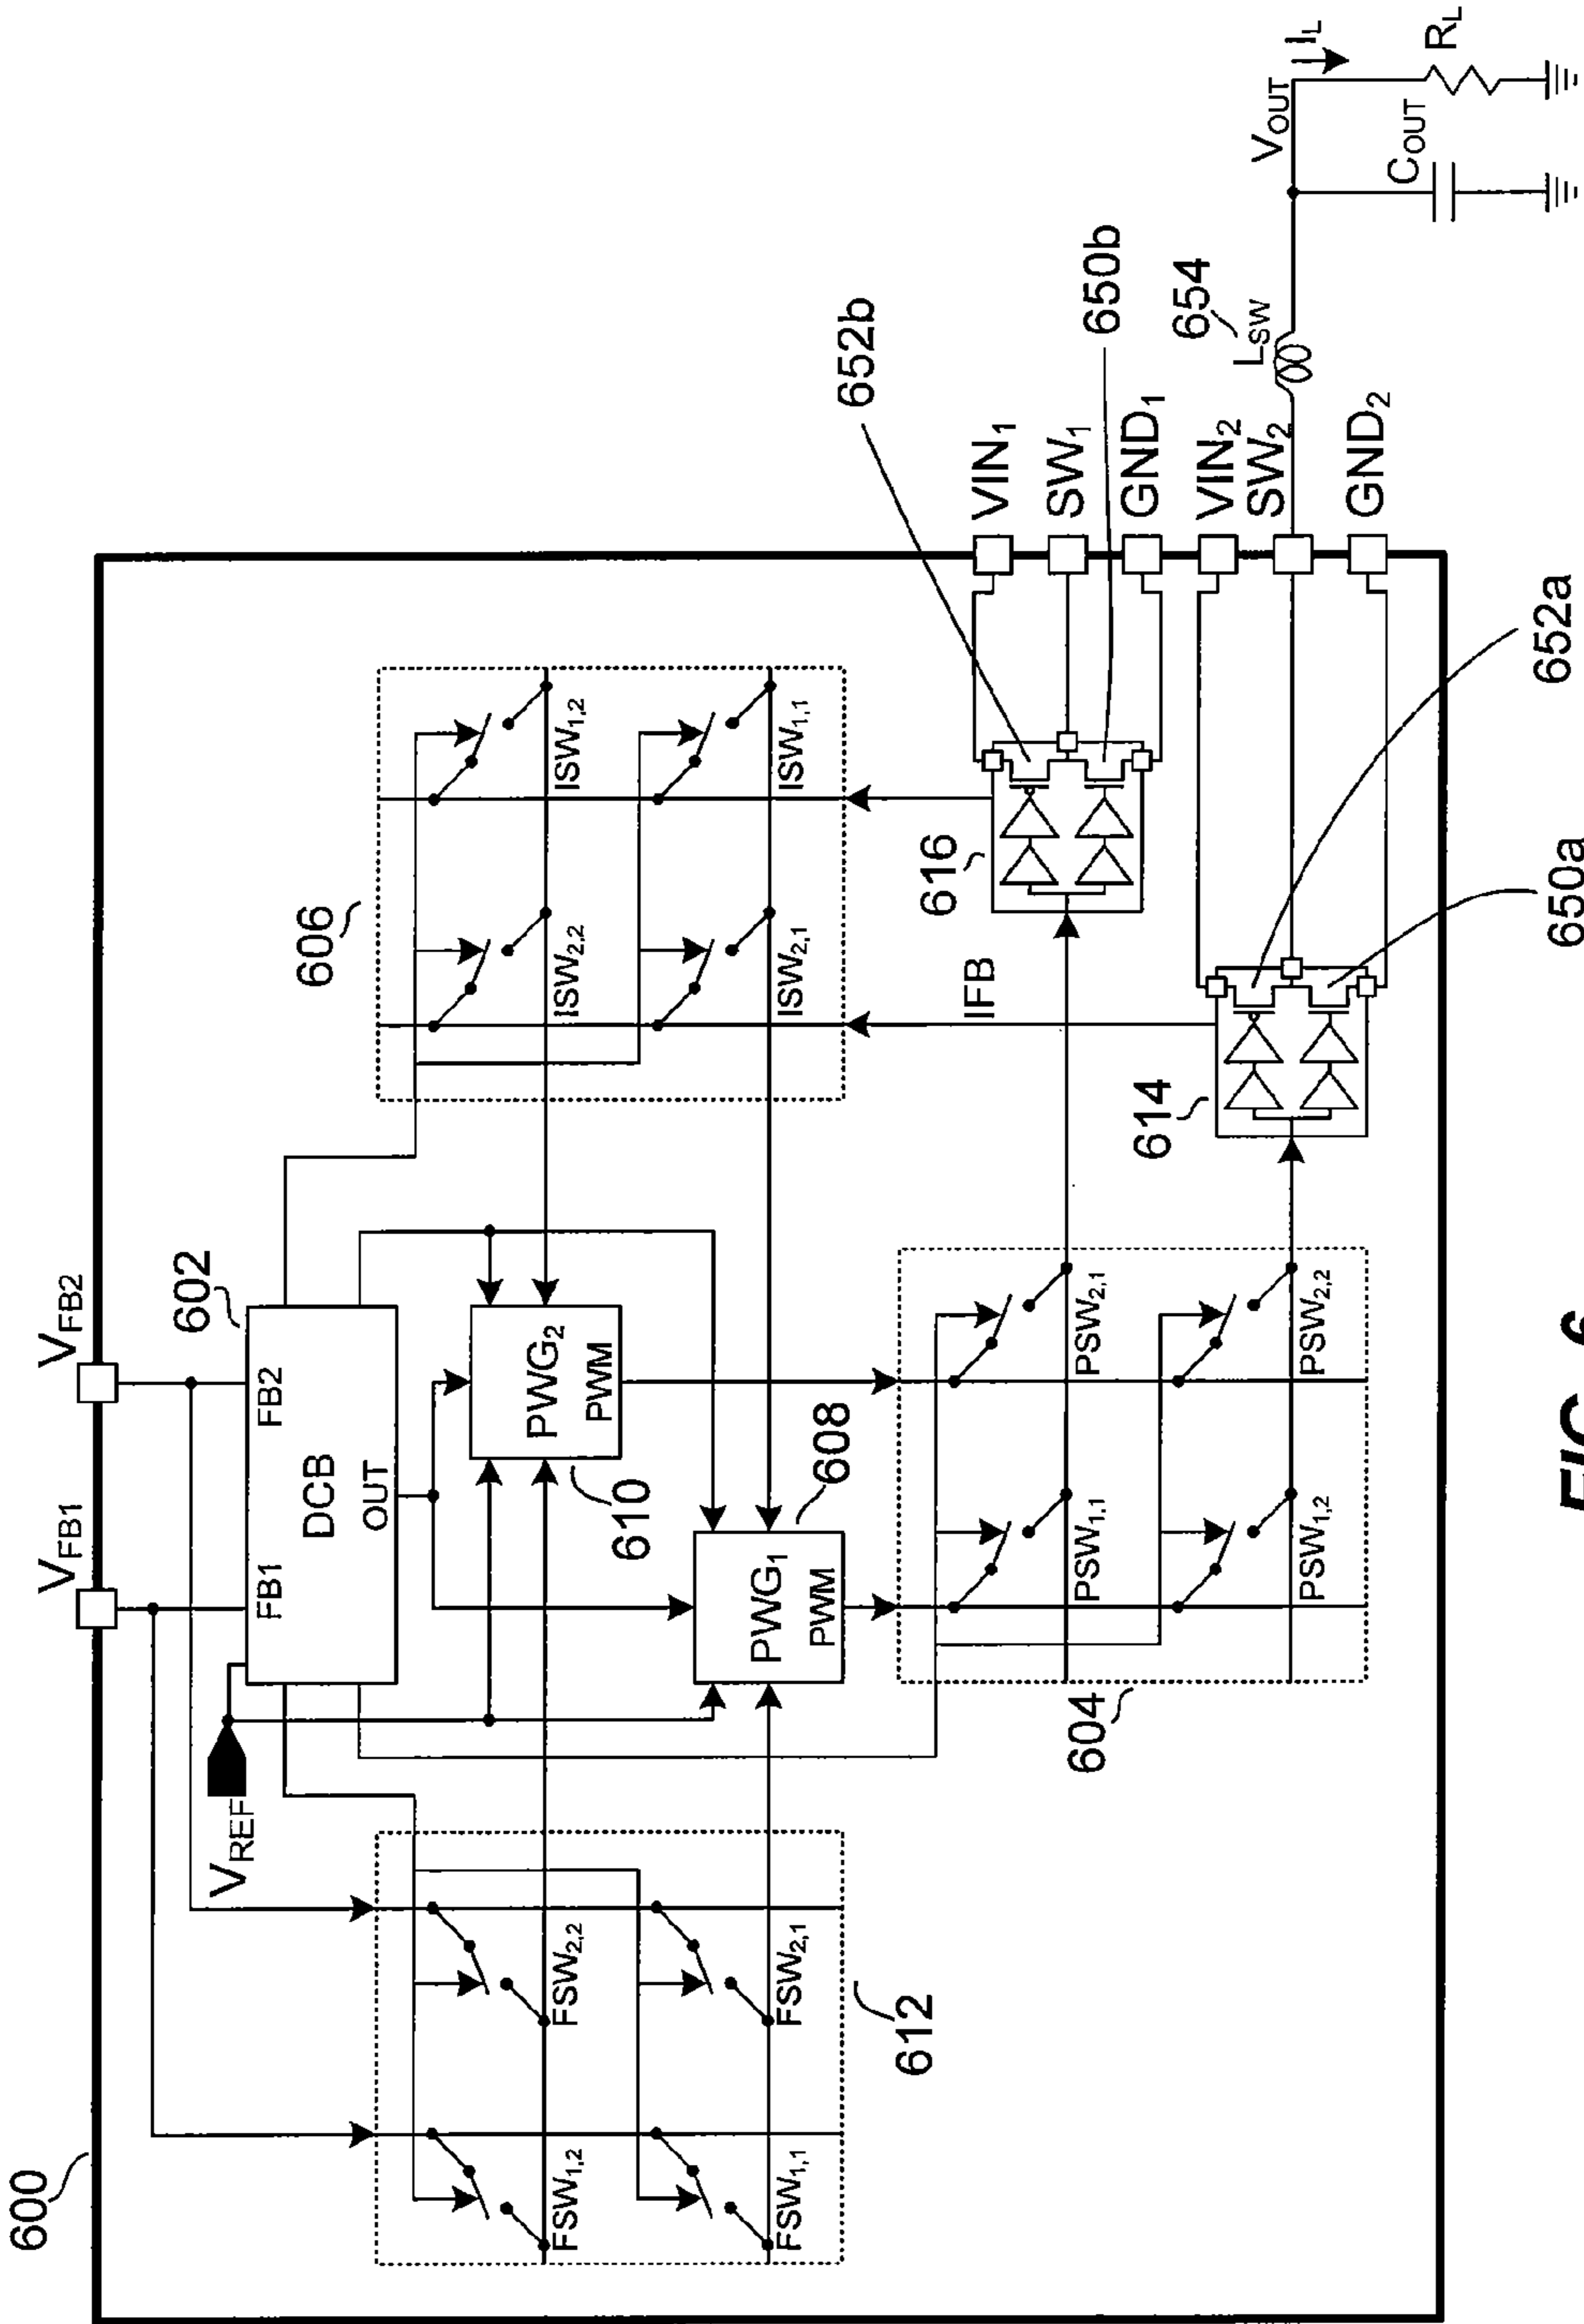 600
V_FB1
V_FB2
602
FB1
FB2
DCB
OUT
V_REF
606
ISW_2,2
ISW_1,2
ISW_2,1
ISW_1,1
FSW_1,2
FSW_2,2
FSW_1,1
FSW_2,1
612
PWG_2
PWM
610
PWG_1
PWM
608
604
PSW_1,1
PSW_2,1
PSW_1,2
PSW_2,2
IFB
616
614
652b
650b
VIN_1
SW_1
GND_1
VIN_2
SW_2
GND_2
652a
650a
654
L_SW
V_OUT
I_L
C_OUT
R_L
FIG. 6